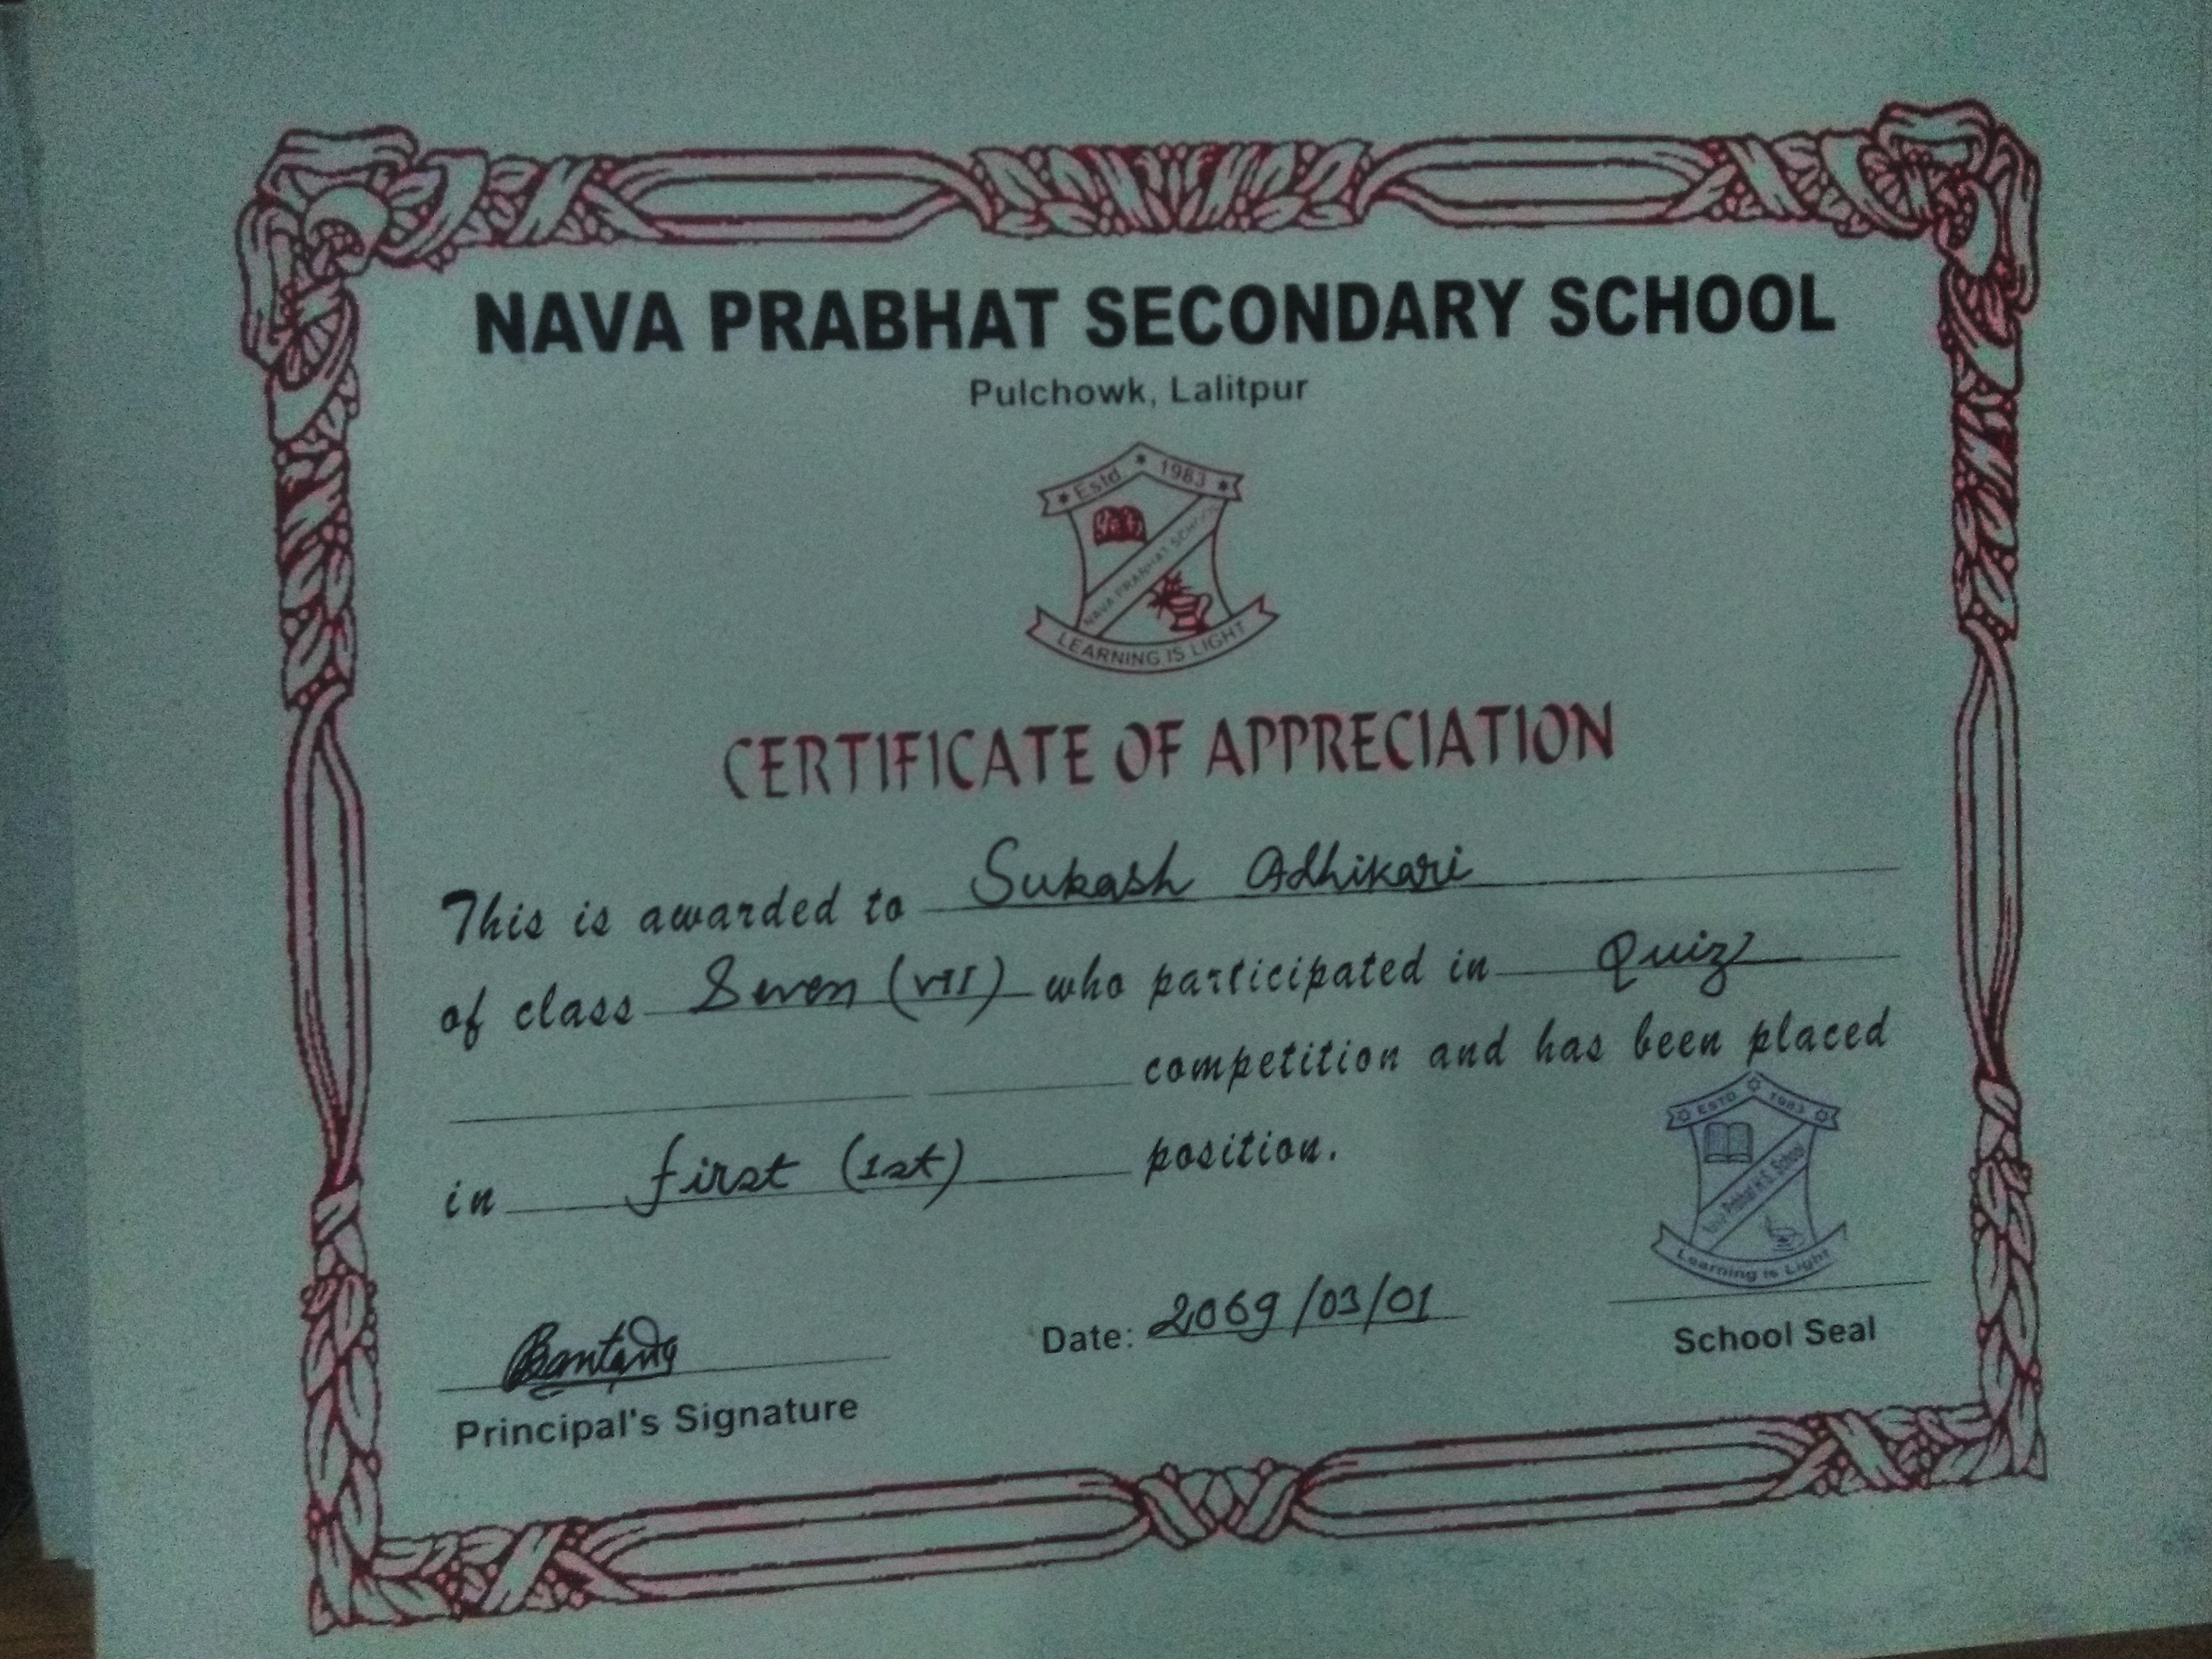 NAVA PRABHAT SECONDARY SCHOOL
Pulchowk, Lalitpur
Estd. 1983
NAVA PRABHAT SCHOOL
LEARNING IS LIGHT
CERTIFICATE OF APPRECIATION
This is awarded to Sukash Adhikari
of class Seven (VII) who participated in Quiz
competition and has been placed
in first (1st) position.
ESTD. 1983
Nava Prabhat H.S. School
Learning is Light
Date: 2069/03/01
School Seal
Principal's Signature